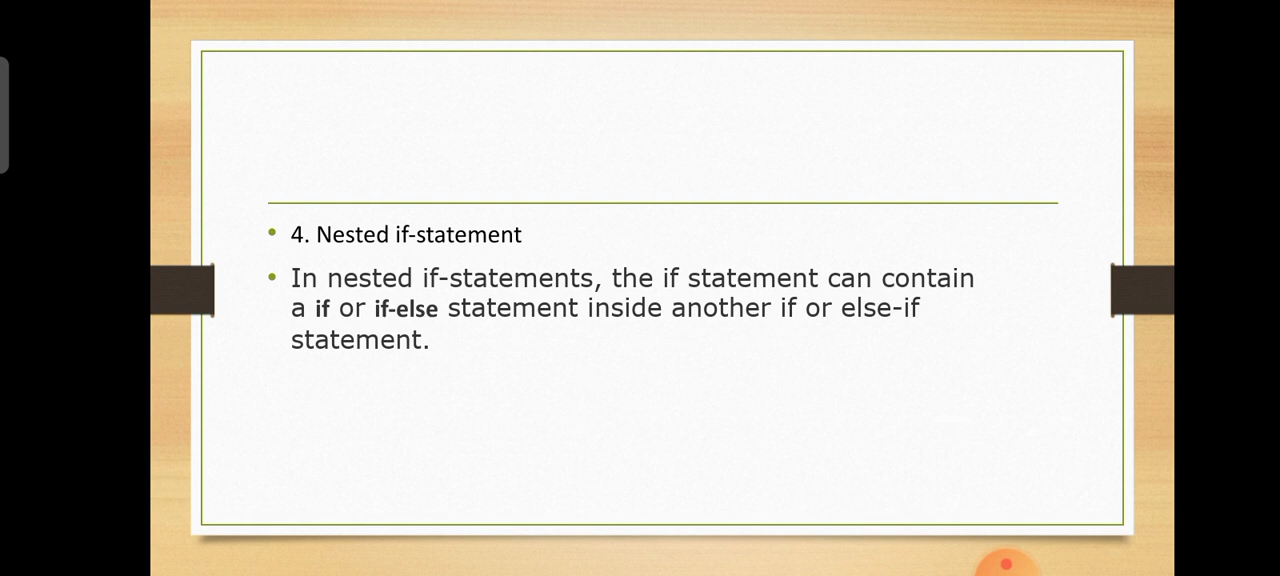 4. Nested if-statement
In nested if-statements, the if statement can contain
a if or if-else statement inside another if or else-if
statement.